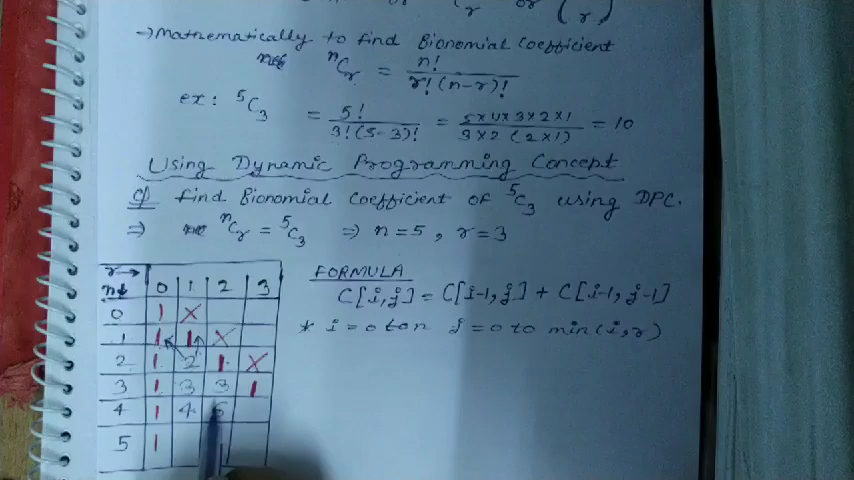 n C r or ( r )
→ Mathematically to find Bionomial Coefficient
nCr = n! / r!(n-r)!
ex: 5C3 = 5! / 3!(5-3)! = 5×4×3×2×1 / 3×2 (2×1) = 10
Using Dynamic Programming Concept
Q) find Bionomial Coefficient of 5C3 using DPC.
⇒ nCr = 5C3 ⇒ n=5, r=3
r→ 0 1 2 3
n↓
0 1 X
1 1 1 X
2 1 2 1 X
3 1 3 3 1
4 1 4 6
5 1
FORMULA
C[i,j] = C[i-1,j] + C[i-1,j-1]
* i=0 to n j=0 to min(i,r)